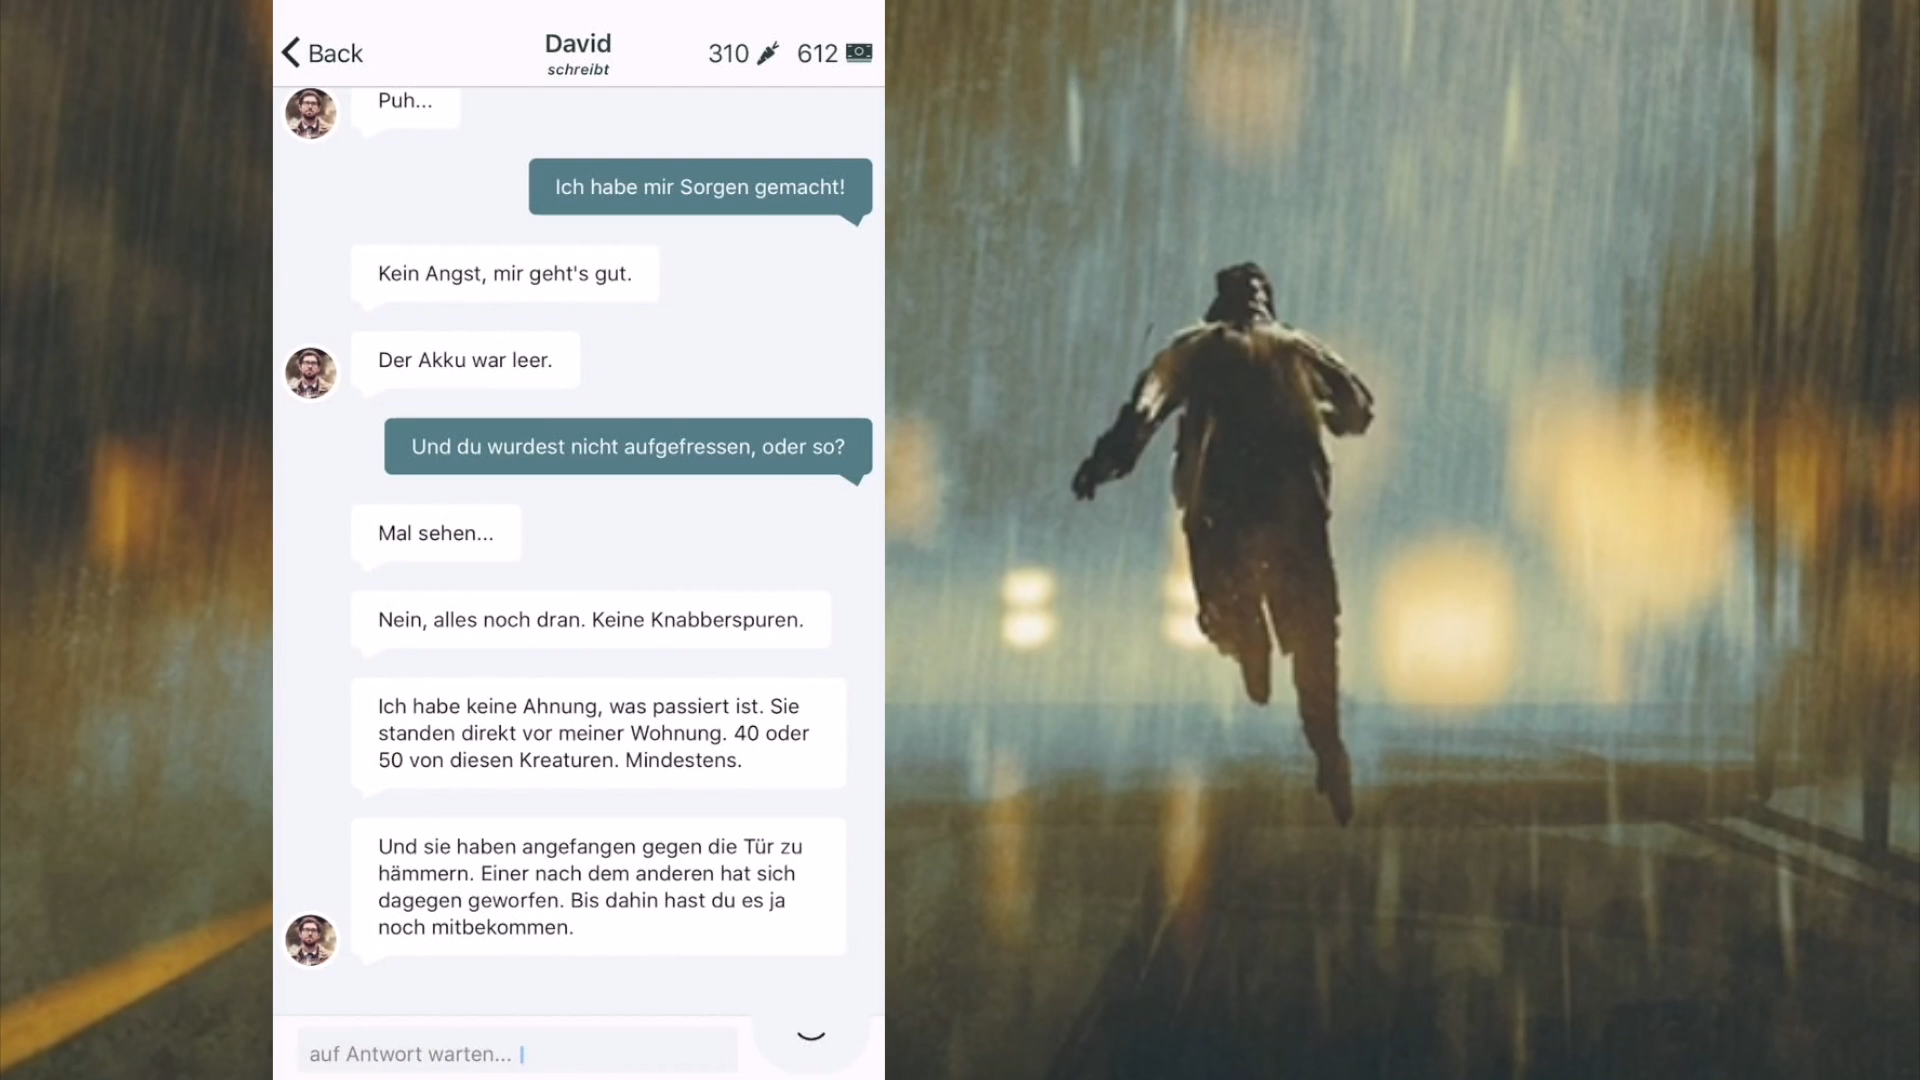 Back
David
schreibt
310
612
Puh...
Ich habe mir Sorgen gemacht!
Kein Angst, mir geht's gut.
Der Akku war leer.
Und du wurdest nicht aufgefressen, oder so?
Mal sehen...
Nein, alles noch dran. Keine Knabberspuren.
Ich habe keine Ahnung, was passiert ist. Sie
standen direkt vor meiner Wohnung. 40 oder
50 von diesen Kreaturen. Mindestens.
Und sie haben angefangen gegen die Tür zu
hämmern. Einer nach dem anderen hat sich
dagegen geworfen. Bis dahin hast du es ja
noch mitbekommen.
auf Antwort warten...